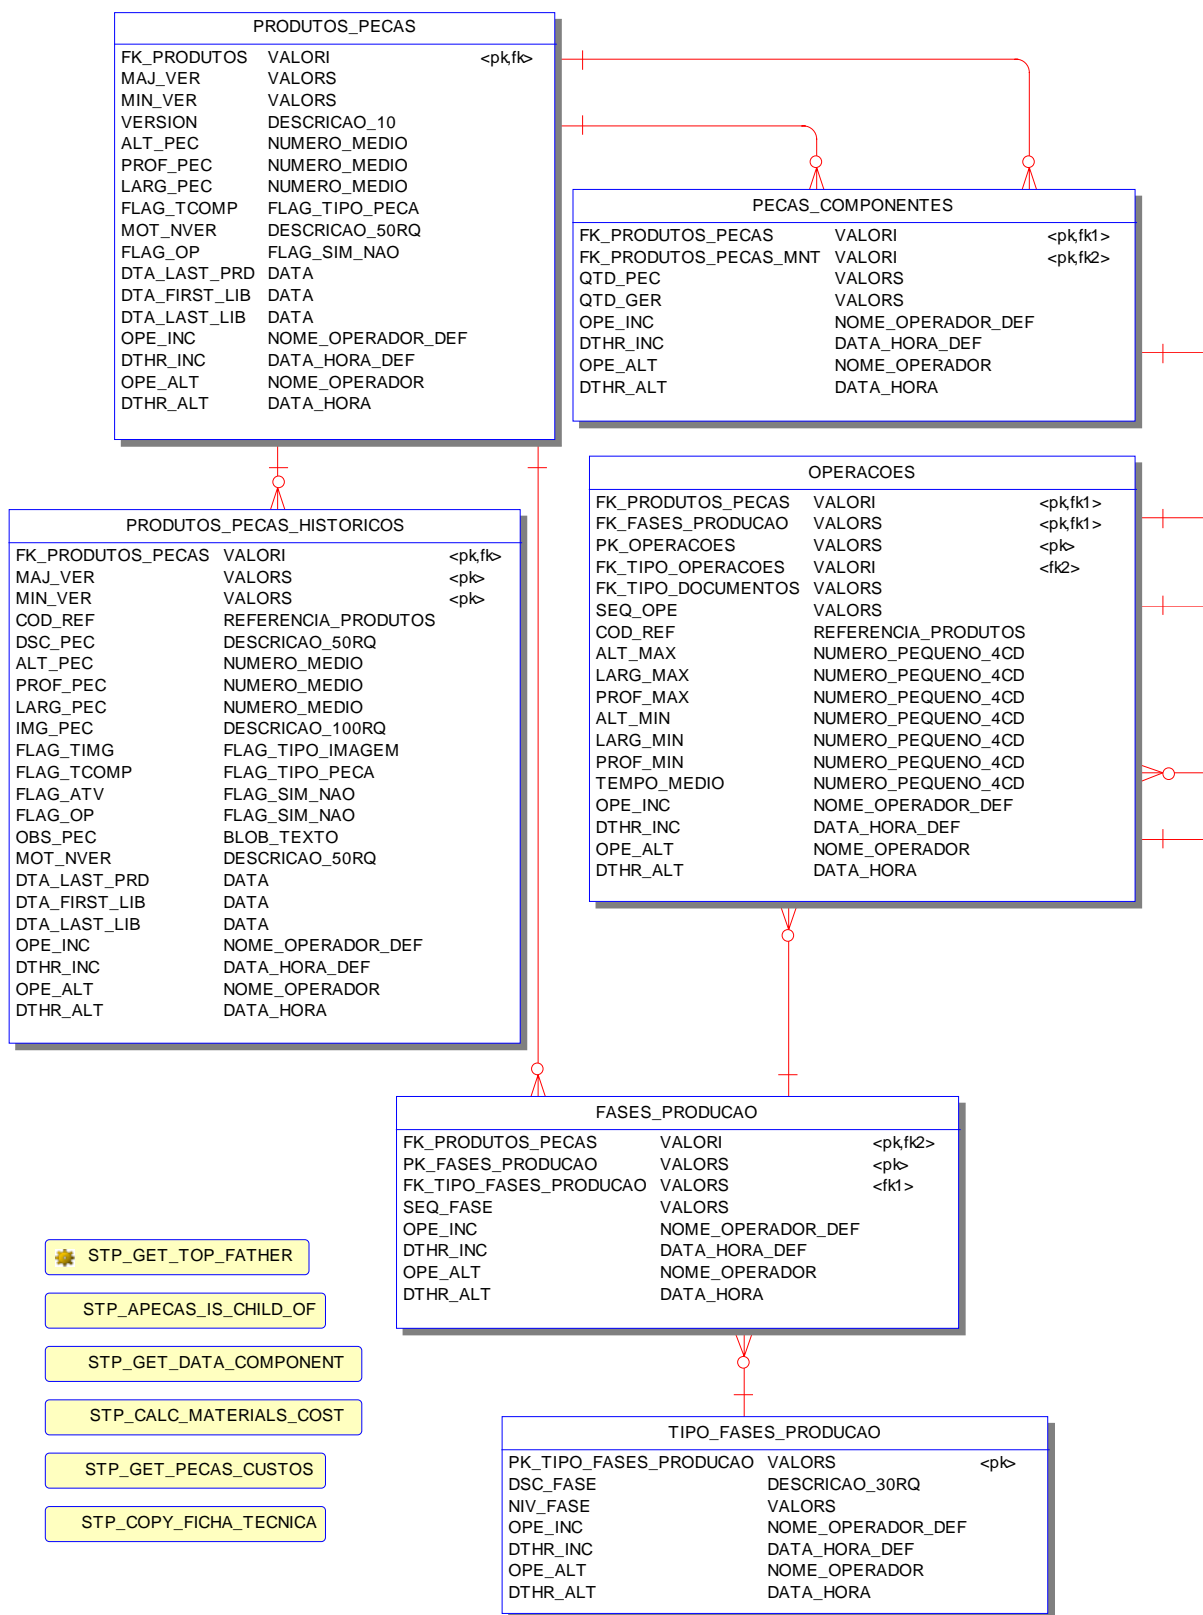 PRODUTOS_PECAS
FK_PRODUTOS VALORI <pk,fk>
MAJ_VER VALORS
MIN_VER VALORS
VERSION DESCRICAO_10
ALT_PEC NUMERO_MEDIO
PROF_PEC NUMERO_MEDIO
LARG_PEC NUMERO_MEDIO
FLAG_TCOMP FLAG_TIPO_PECA
MOT_NVER DESCRICAO_50RQ
FLAG_OP FLAG_SIM_NAO
DTA_LAST_PRD DATA
DTA_FIRST_LIB DATA
DTA_LAST_LIB DATA
OPE_INC NOME_OPERADOR_DEF
DTHR_INC DATA_HORA_DEF
OPE_ALT NOME_OPERADOR
DTHR_ALT DATA_HORA
PECAS_COMPONENTES
FK_PRODUTOS_PECAS VALORI <pk,fk1>
FK_PRODUTOS_PECAS_MNT VALORI <pk,fk2>
QTD_PEC VALORS
QTD_GER VALORS
OPE_INC NOME_OPERADOR_DEF
DTHR_INC DATA_HORA_DEF
OPE_ALT NOME_OPERADOR
DTHR_ALT DATA_HORA
PRODUTOS_PECAS_HISTORICOS
FK_PRODUTOS_PECAS VALORI <pk,fk>
MAJ_VER VALORS <pk>
MIN_VER VALORS <pk>
COD_REF REFERENCIA_PRODUTOS
DSC_PEC DESCRICAO_50RQ
ALT_PEC NUMERO_MEDIO
PROF_PEC NUMERO_MEDIO
LARG_PEC NUMERO_MEDIO
IMG_PEC DESCRICAO_100RQ
FLAG_TIMG FLAG_TIPO_IMAGEM
FLAG_TCOMP FLAG_TIPO_PECA
FLAG_ATV FLAG_SIM_NAO
FLAG_OP FLAG_SIM_NAO
OBS_PEC BLOB_TEXTO
MOT_NVER DESCRICAO_50RQ
DTA_LAST_PRD DATA
DTA_FIRST_LIB DATA
DTA_LAST_LIB DATA
OPE_INC NOME_OPERADOR_DEF
DTHR_INC DATA_HORA_DEF
OPE_ALT NOME_OPERADOR
DTHR_ALT DATA_HORA
OPERACOES
FK_PRODUTOS_PECAS VALORI <pk,fk1>
FK_FASES_PRODUCAO VALORS <pk,fk1>
PK_OPERACOES VALORS <pk>
FK_TIPO_OPERACOES VALORI <fk2>
FK_TIPO_DOCUMENTOS VALORS
SEQ_OPE VALORS
COD_REF REFERENCIA_PRODUTOS
ALT_MAX NUMERO_PEQUENO_4CD
LARG_MAX NUMERO_PEQUENO_4CD
PROF_MAX NUMERO_PEQUENO_4CD
ALT_MIN NUMERO_PEQUENO_4CD
LARG_MIN NUMERO_PEQUENO_4CD
PROF_MIN NUMERO_PEQUENO_4CD
TEMPO_MEDIO NUMERO_PEQUENO_4CD
OPE_INC NOME_OPERADOR_DEF
DTHR_INC DATA_HORA_DEF
OPE_ALT NOME_OPERADOR
DTHR_ALT DATA_HORA
FASES_PRODUCAO
FK_PRODUTOS_PECAS VALORI <pk,fk2>
PK_FASES_PRODUCAO VALORS <pk>
FK_TIPO_FASES_PRODUCAO VALORS <fk1>
SEQ_FASE VALORS
OPE_INC NOME_OPERADOR_DEF
DTHR_INC DATA_HORA_DEF
OPE_ALT NOME_OPERADOR
DTHR_ALT DATA_HORA
STP_GET_TOP_FATHER
STP_APECAS_IS_CHILD_OF
STP_GET_DATA_COMPONENT
STP_CALC_MATERIALS_COST
STP_GET_PECAS_CUSTOS
STP_COPY_FICHA_TECNICA
TIPO_FASES_PRODUCAO
PK_TIPO_FASES_PRODUCAO VALORS <pk>
DSC_FASE DESCRICAO_30RQ
NIV_FASE VALORS
OPE_INC NOME_OPERADOR_DEF
DTHR_INC DATA_HORA_DEF
OPE_ALT NOME_OPERADOR
DTHR_ALT DATA_HORA